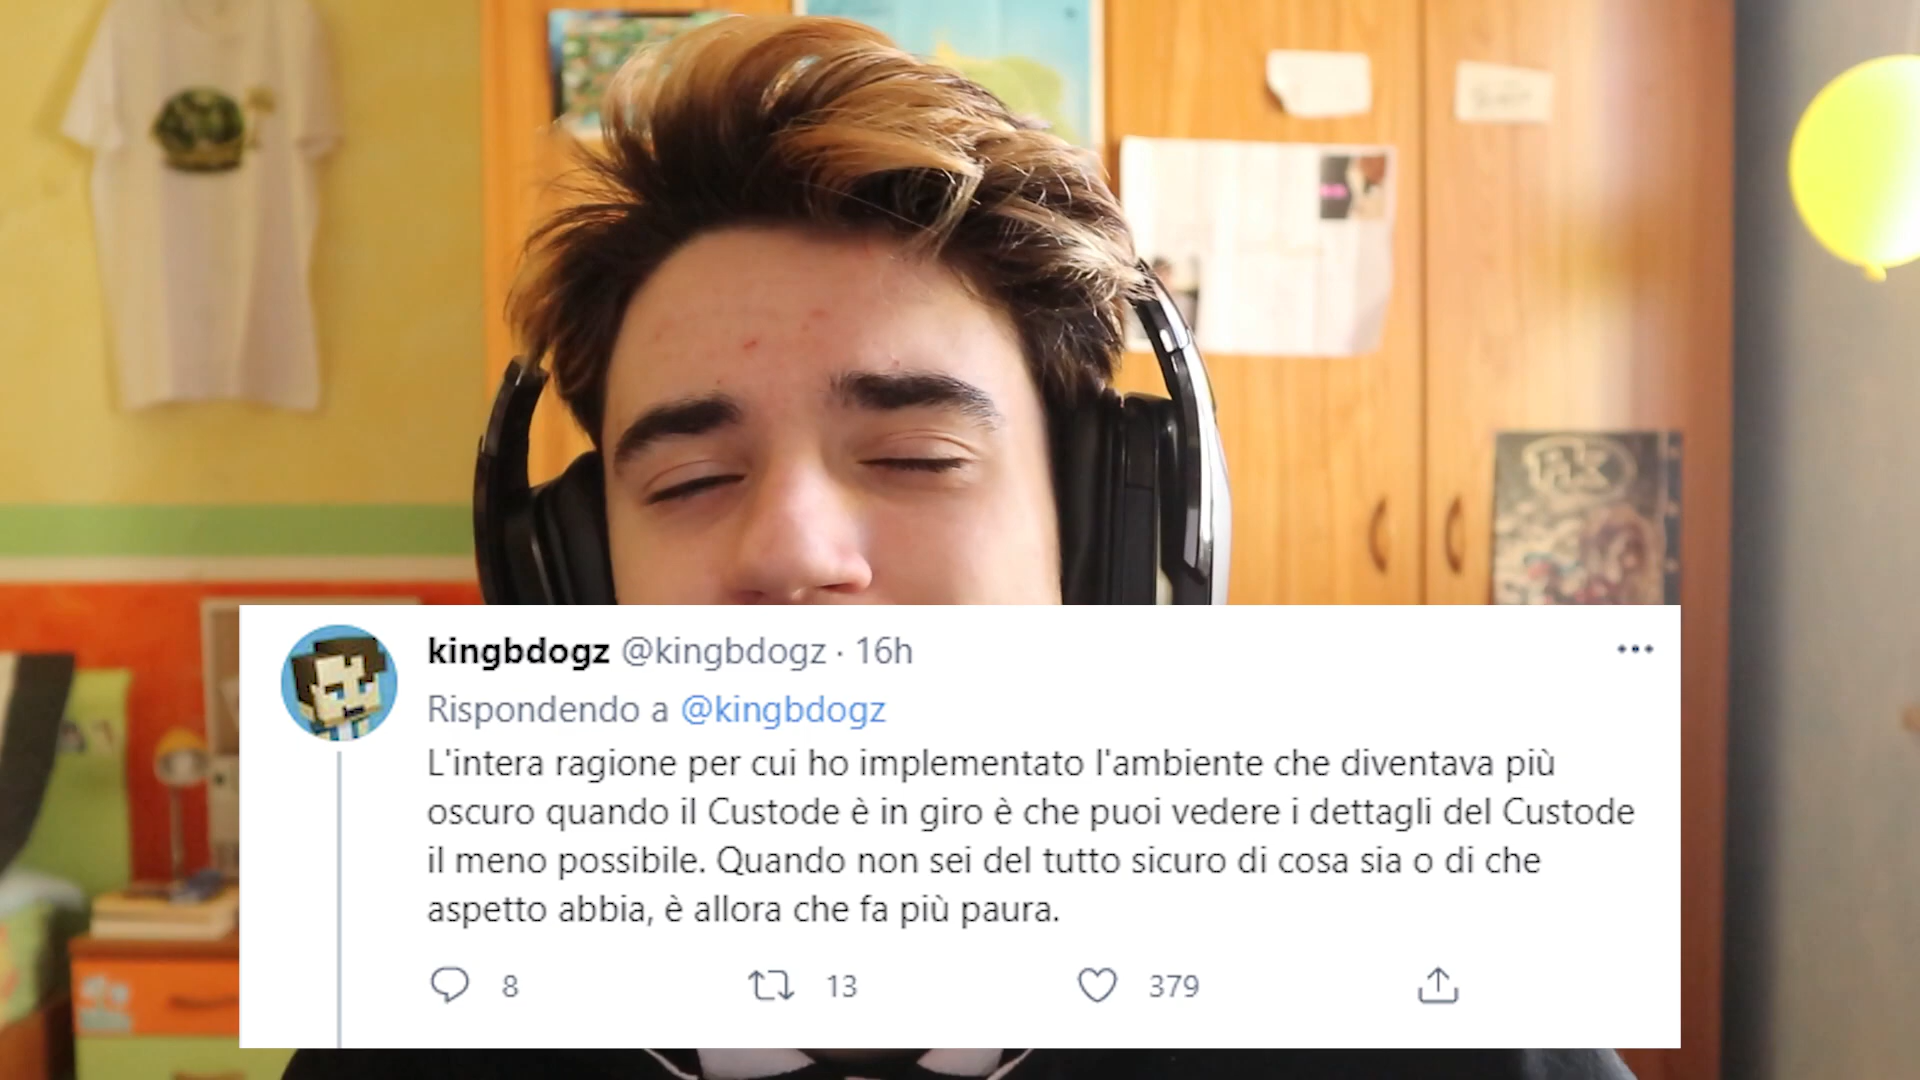 kingbdogz @kingbdogz · 16h
Rispondendo a @kingbdogz
L'intera ragione per cui ho implementato l'ambiente che diventava più
oscuro quando il Custode è in giro è che puoi vedere i dettagli del Custode
il meno possibile. Quando non sei del tutto sicuro di cosa sia o di che
aspetto abbia, è allora che fa più paura.
8 13 379